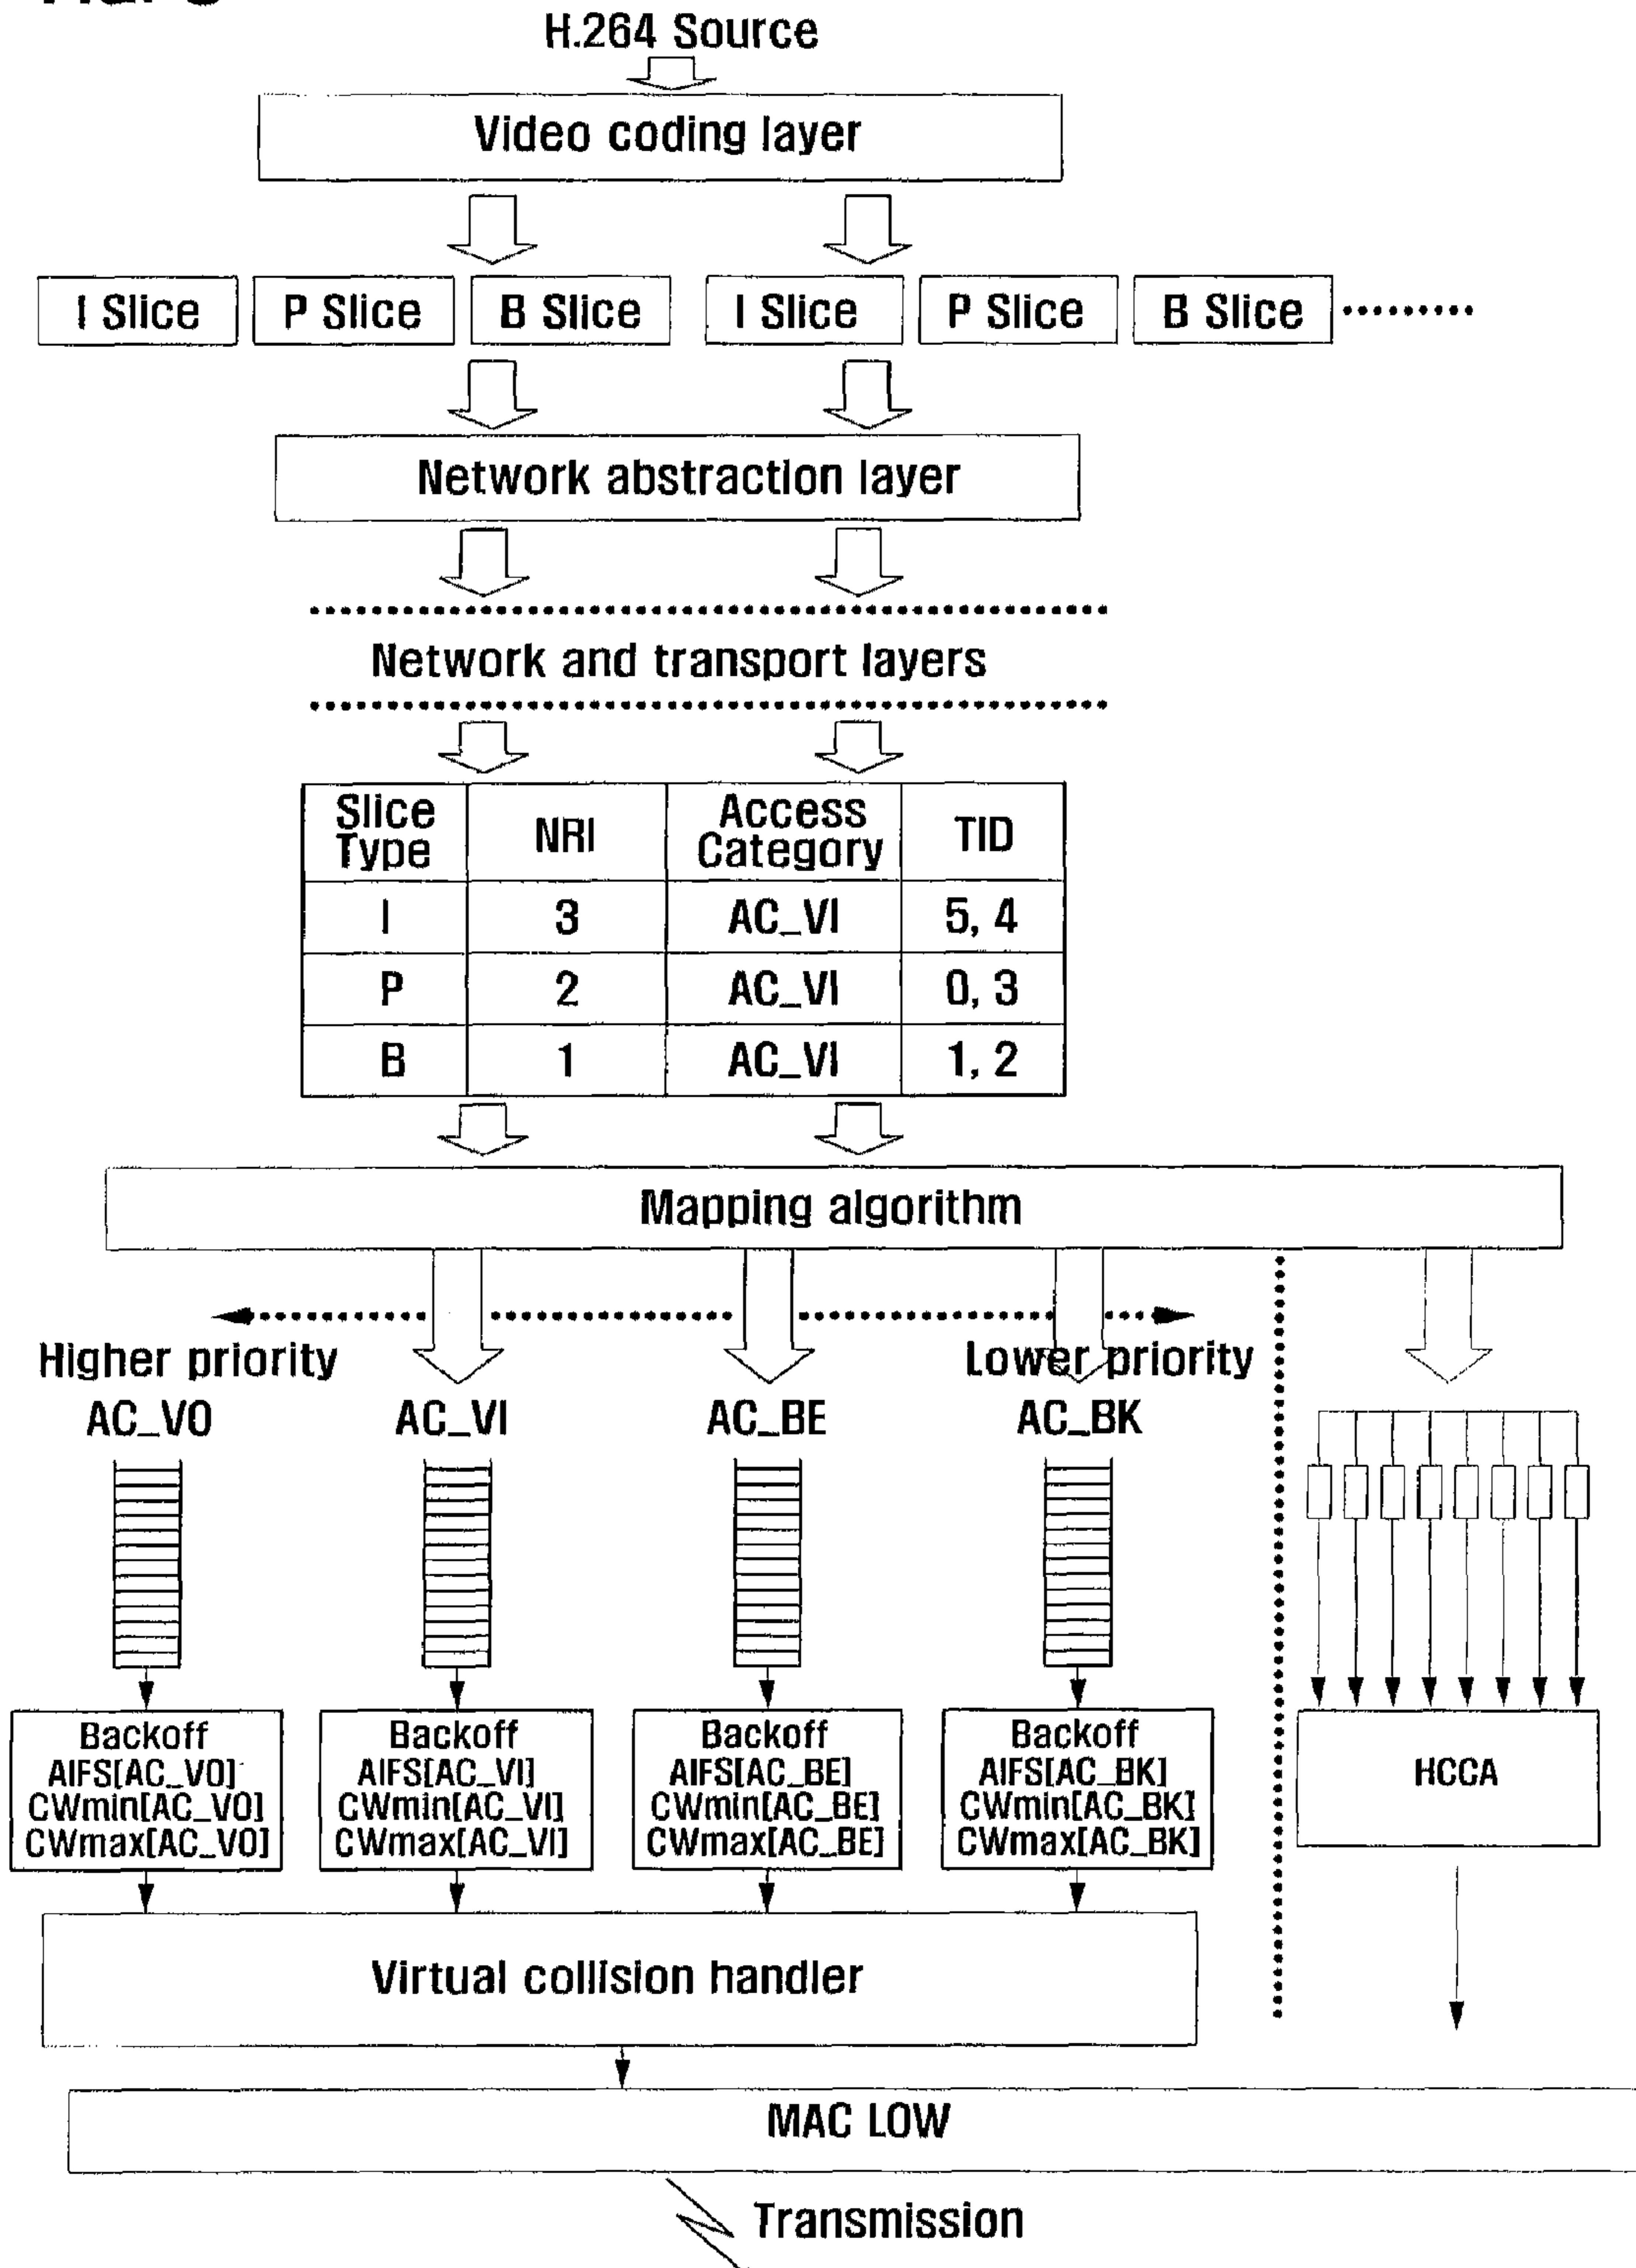 H.264 Source
Video coding layer
I Slice P Slice B Slice I Slice P Slice B Slice
Network abstraction layer
Network and transport layers
Slice Type NRI Access Category TID
I 3 AC_VI 5, 4
P 2 AC_VI 0, 3
B 1 AC_VI 1, 2
Mapping algorithm
Higher priority Lower priority
AC_VO AC_VI AC_BE AC_BK
Backoff
AIFS[AC_VO]
CWmin[AC_VO]
CWmax[AC_VO]
Backoff
AIFS[AC_VI]
CWmin[AC_VI]
CWmax[AC_VI]
Backoff
AIFS[AC_BE]
CWmin[AC_BE]
CWmax[AC_BE]
Backoff
AIFS[AC_BK]
CWmin[AC_BK]
CWmax[AC_BK]
HCCA
Virtual collision handler
MAC LOW
Transmission